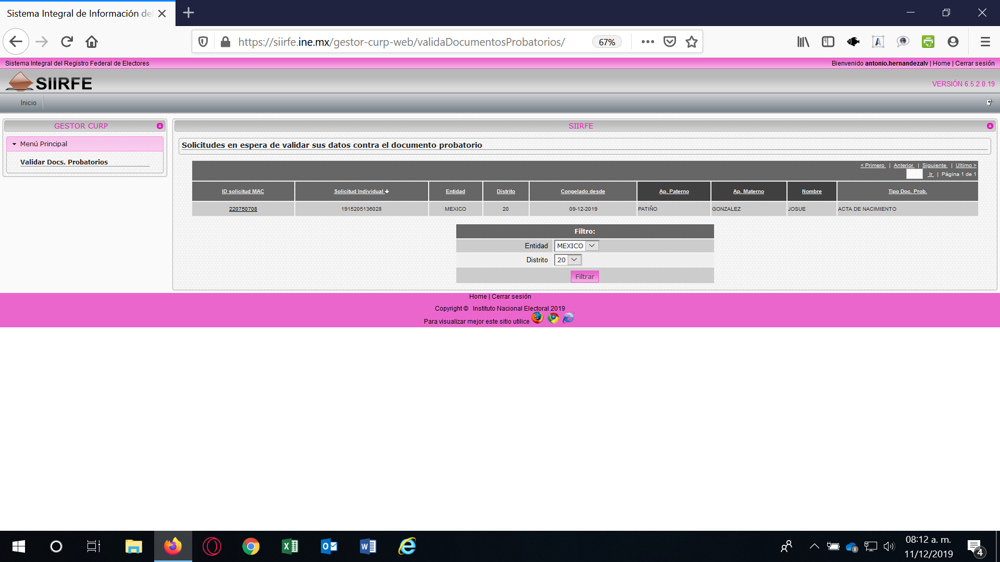 Sistema Integral de Información de
https://siirfe.ine.mx/gestor-curp-web/validaDocumentosProbatorios/
67%
Sistema Integral del Registro Federal de Electores
Bienvenido antonio.hernandezalv | Home | Cerrar sesión
SIIRFE
VERSIÓN 6.5.2.0.19
Inicio
GESTOR CURP
Menú Principal
Validar Docs. Probatorios
SIIRFE
Solicitudes en espera de validar sus datos contra el documento probatorio
< Primero | Anterior | Siguiente | Ultimo >
Ir | Página 1 de 1
ID solicitud MAC Solicitud Individual Entidad Distrito Congelado desde Ap. Paterno Ap. Materno Nombre Tipo Doc. Prob.
220750708 1915205136028 MEXICO 20 09-12-2019 PATIÑO GONZALEZ JOSUE ACTA DE NACIMIENTO
Filtro:
Entidad MEXICO
Distrito 20
Filtrar
Home | Cerrar sesión
Copyright © Instituto Nacional Electoral 2019
Para visualizar mejor este sitio utilice
08:12 a. m.
11/12/2019
4